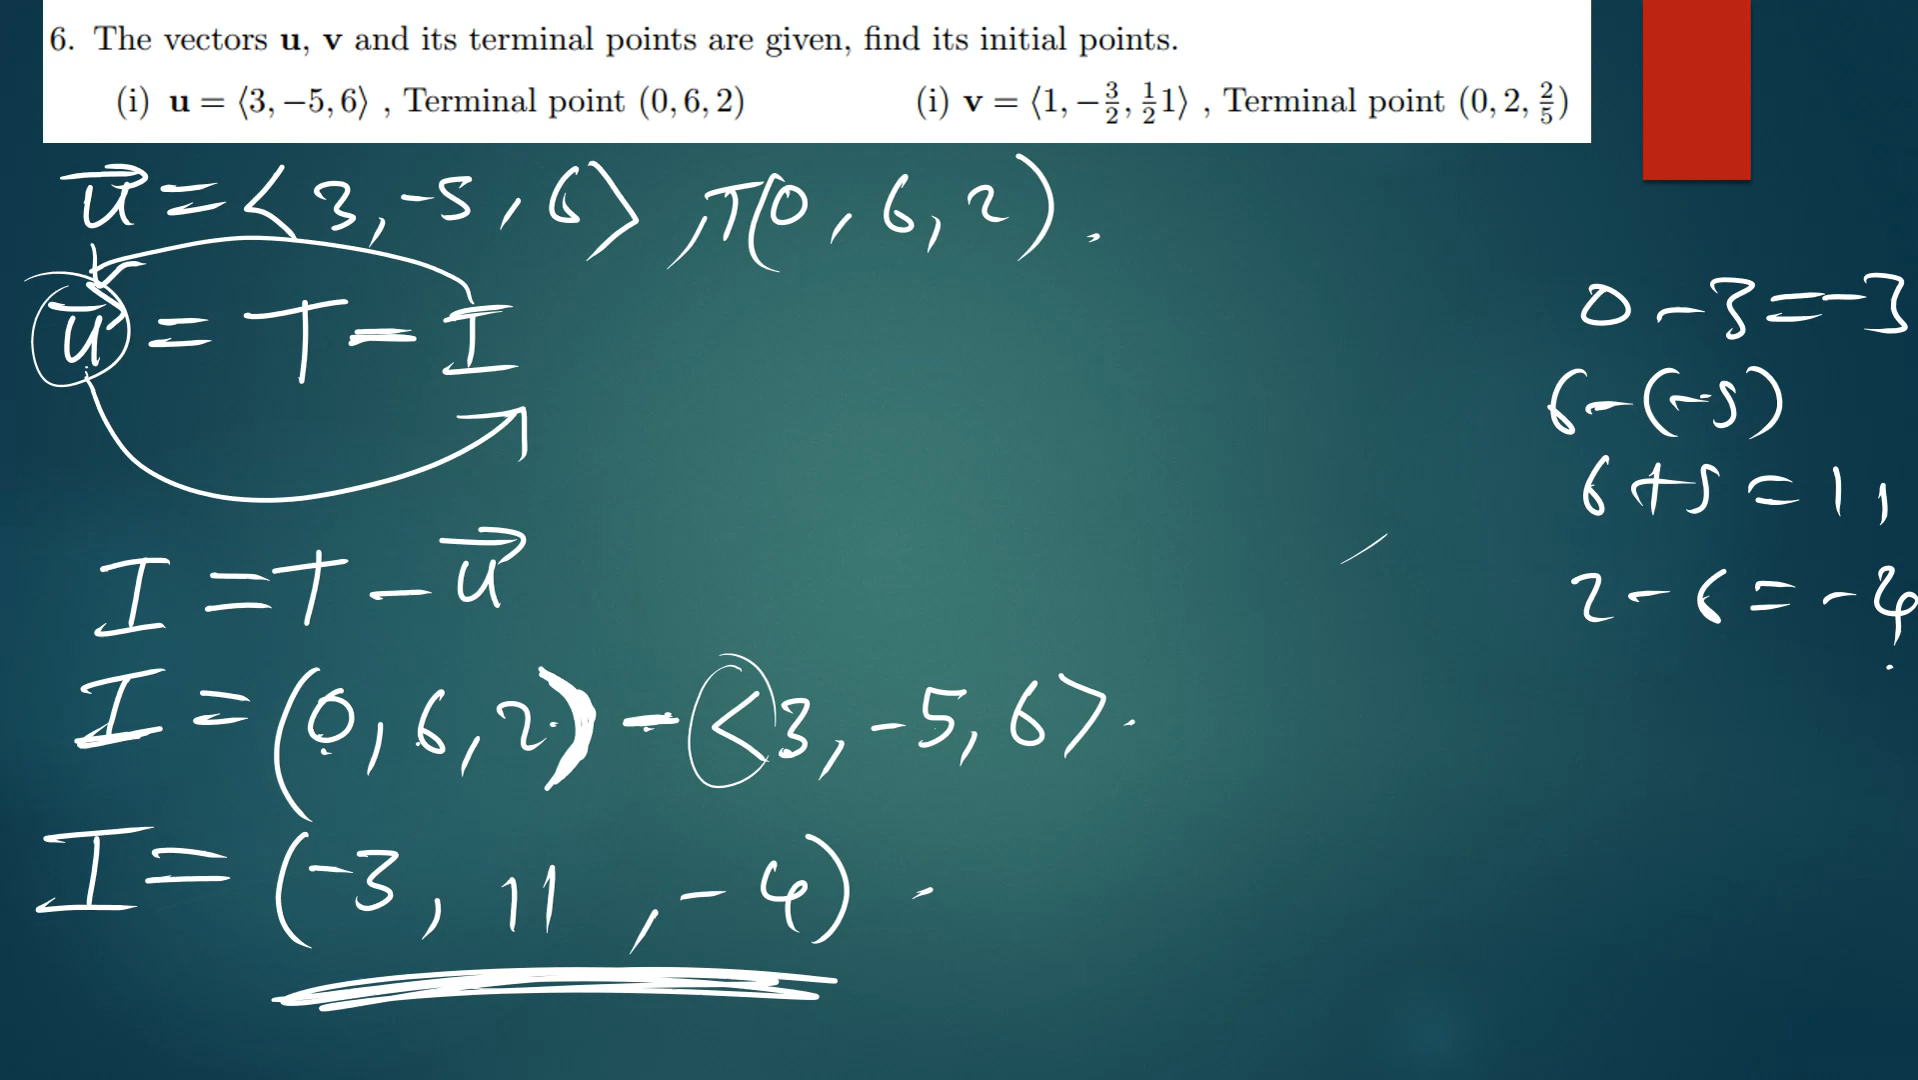 6. The vectors u, v and its terminal points are given, find its initial points.
(i) u = ⟨3, −5, 6⟩ , Terminal point (0, 6, 2)
(i) v = ⟨1, −3/2, 1/2 1⟩ , Terminal point (0, 2, 2/5)
u⃗ = <3, -5, 6> , T(0, 6, 2).
u⃗ = T - I
I = T - u⃗
I = (0, 6, 2) - <3, -5, 6>.
I = (-3, 11, -4).
0 - 3 = -3
6 - (-5)
6 + 5 = 11
2 - 6 = -4.